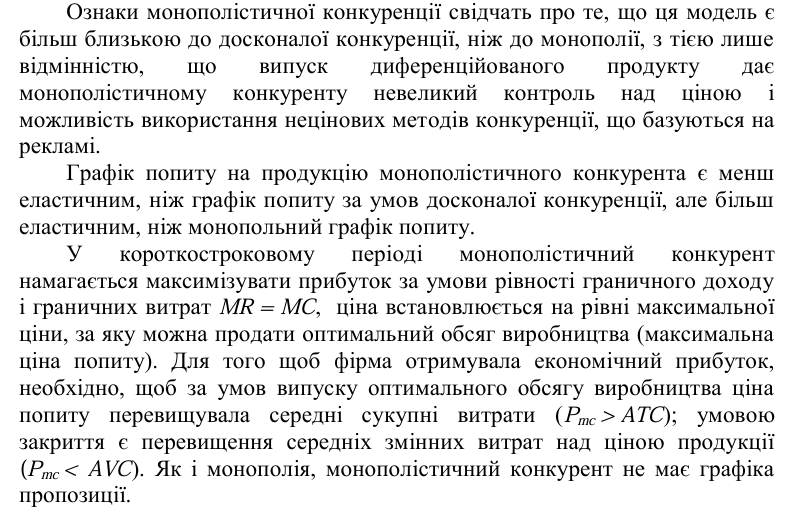 Ознаки монополістичної конкуренції свідчать про те, що ця модель є
більш близькою до досконалої конкуренції, ніж до монополії, з тією лише
відмінністю, що випуск диференційованого продукту дає
монополістичному конкуренту невеликий контроль над ціною і
можливість використання нецінових методів конкуренції, що базуються на
рекламі.
Графік попиту на продукцію монополістичного конкурента є менш
еластичним, ніж графік попиту за умов досконалої конкуренції, але більш
еластичним, ніж монопольний графік попиту.
У короткостроковому періоді монополістичний конкурент
намагається максимізувати прибуток за умови рівності граничного доходу
і граничних витрат MR = MC, ціна встановлюється на рівні максимальної
ціни, за яку можна продати оптимальний обсяг виробництва (максимальна
ціна попиту). Для того щоб фірма отримувала економічний прибуток,
необхідно, щоб за умов випуску оптимального обсягу виробництва ціна
попиту перевищувала середні сукупні витрати (Pmc > ATC); умовою
закриття є перевищення середніх змінних витрат над ціною продукції
(Pmc < AVC). Як і монополія, монополістичний конкурент не має графіка
пропозиції.